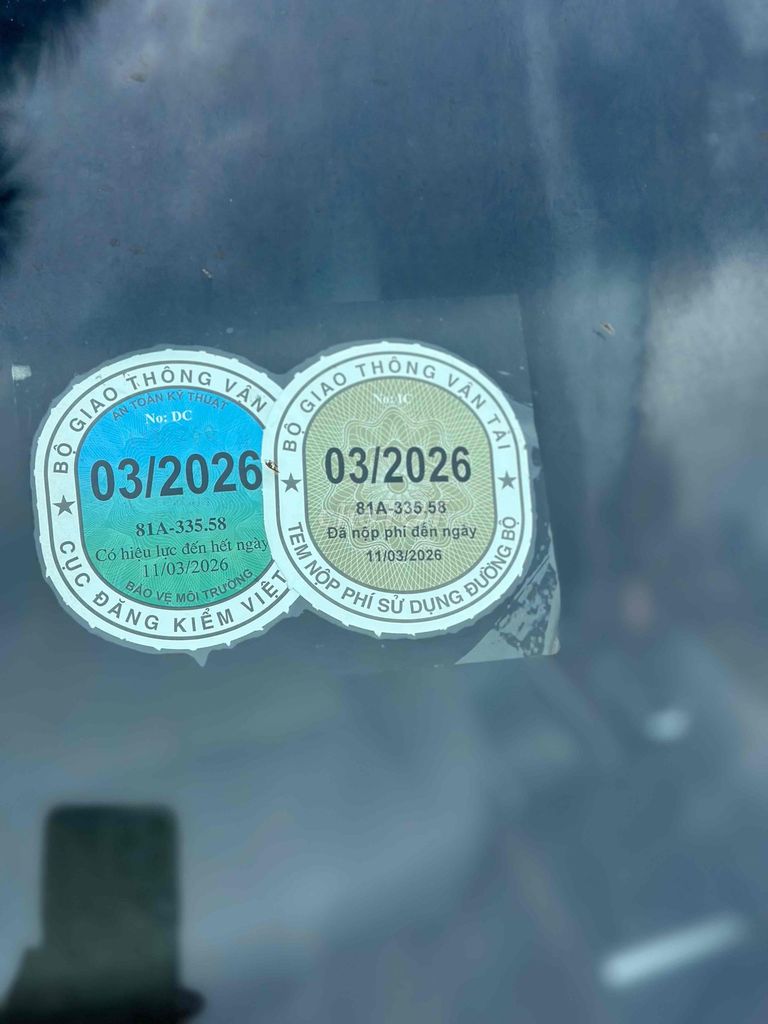 BỘ GIAO THÔNG VẬN
AN TOÀN KỸ THUẬT
No: DC
03/2026
81A-335.58
Có hiệu lực đến hết ngày
11/03/2026
BẢO VỆ MÔI TRƯỜNG
CỤC ĐĂNG KIỂM VIỆT
BỘ GIAO THÔNG VẬN TẢI
No: IC
03/2026
81A-335.58
Đã nộp phí đến ngày
11/03/2026
TEM NỘP PHÍ SỬ DỤNG ĐƯỜNG BỘ